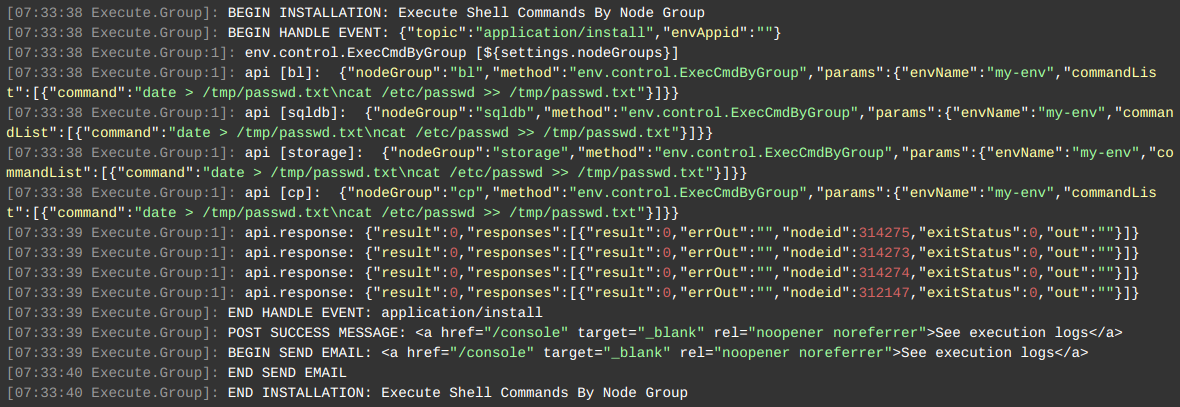 [07:33:38 Execute.Group]: BEGIN INSTALLATION: Execute Shell Commands By Node Group
[07:33:38 Execute.Group]: BEGIN HANDLE EVENT: {"topic":"application/install","envAppid":""}
[07:33:38 Execute.Group:1]: env.control.ExecCmdByGroup [${settings.nodeGroups}]
[07:33:38 Execute.Group:1]: api [bl]:  {"nodeGroup":"bl","method":"env.control.ExecCmdByGroup","params":{"envName":"my-env","commandLis
t":[{"command":"date > /tmp/passwd.txt\ncat /etc/passwd >> /tmp/passwd.txt"}]}}
[07:33:38 Execute.Group:1]: api [sqldb]:  {"nodeGroup":"sqldb","method":"env.control.ExecCmdByGroup","params":{"envName":"my-env","comman
dList":[{"command":"date > /tmp/passwd.txt\ncat /etc/passwd >> /tmp/passwd.txt"}]}}
[07:33:38 Execute.Group:1]: api [storage]:  {"nodeGroup":"storage","method":"env.control.ExecCmdByGroup","params":{"envName":"my-env","co
mmandList":[{"command":"date > /tmp/passwd.txt\ncat /etc/passwd >> /tmp/passwd.txt"}]}}
[07:33:38 Execute.Group:1]: api [cp]:  {"nodeGroup":"cp","method":"env.control.ExecCmdByGroup","params":{"envName":"my-env","commandLis
t":[{"command":"date > /tmp/passwd.txt\ncat /etc/passwd >> /tmp/passwd.txt"}]}}
[07:33:39 Execute.Group:1]: api.response: {"result":0,"responses":[{"result":0,"errOut":"","nodeid":314275,"exitStatus":0,"out":""}]}
[07:33:39 Execute.Group:1]: api.response: {"result":0,"responses":[{"result":0,"errOut":"","nodeid":314273,"exitStatus":0,"out":""}]}
[07:33:39 Execute.Group:1]: api.response: {"result":0,"responses":[{"result":0,"errOut":"","nodeid":314274,"exitStatus":0,"out":""}]}
[07:33:39 Execute.Group:1]: api.response: {"result":0,"responses":[{"result":0,"errOut":"","nodeid":312147,"exitStatus":0,"out":""}]}
[07:33:39 Execute.Group]: END HANDLE EVENT: application/install
[07:33:39 Execute.Group]: POST SUCCESS MESSAGE: <a href="/console" target="_blank" rel="noopener noreferrer">See execution logs</a>
[07:33:39 Execute.Group]: BEGIN SEND EMAIL: <a href="/console" target="_blank" rel="noopener noreferrer">See execution logs</a>
[07:33:40 Execute.Group]: END SEND EMAIL
[07:33:40 Execute.Group]: END INSTALLATION: Execute Shell Commands By Node Group